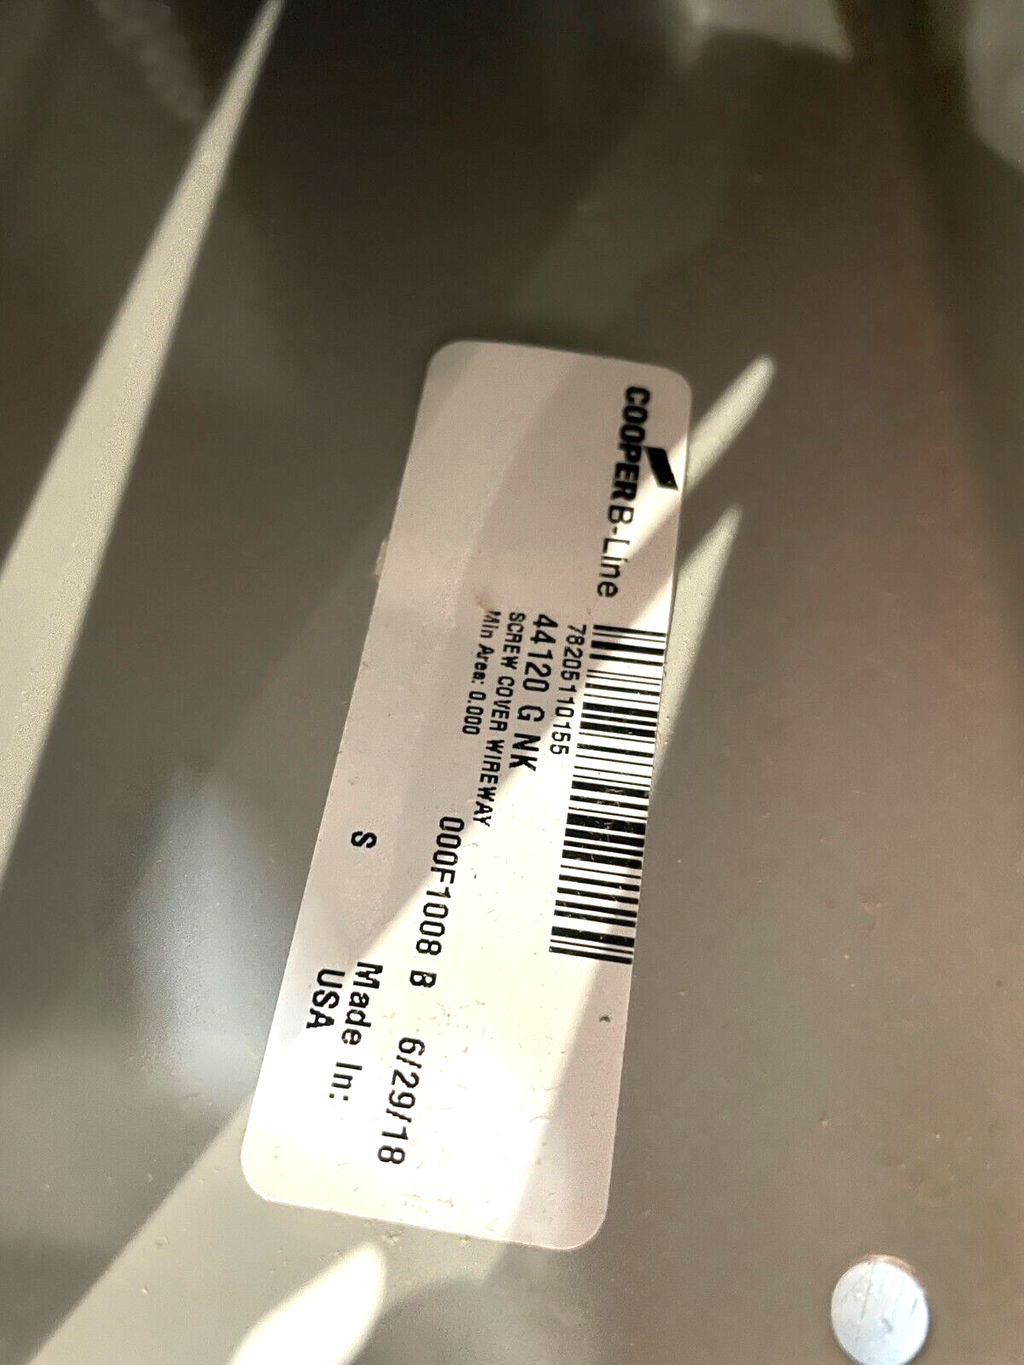 COOPER B-Line
78205110155
44120 G NK
SCREW COVER WIREWAY
Min Area: 0.000
000F1008 B 6/29/18
S Made In:
USA